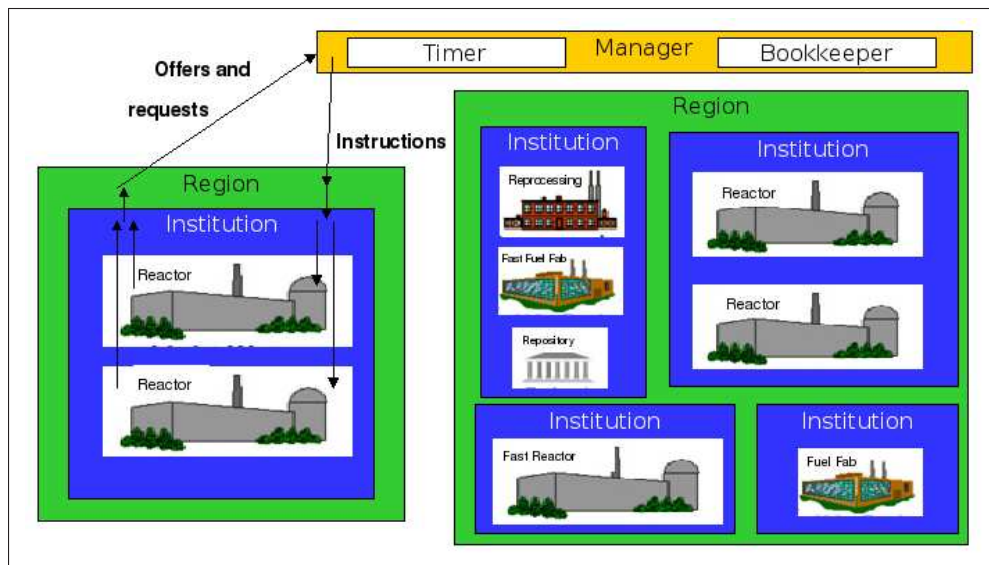 Timer
Manager
Bookkeeper
Offers and
requests
Instructions
Region
Institution
Reactor
Reactor
Region
Institution
Reprocessing
Fast Fuel Fab
Repository
Institution
Reactor
Reactor
Institution
Fast Reactor
Institution
Fuel Fab